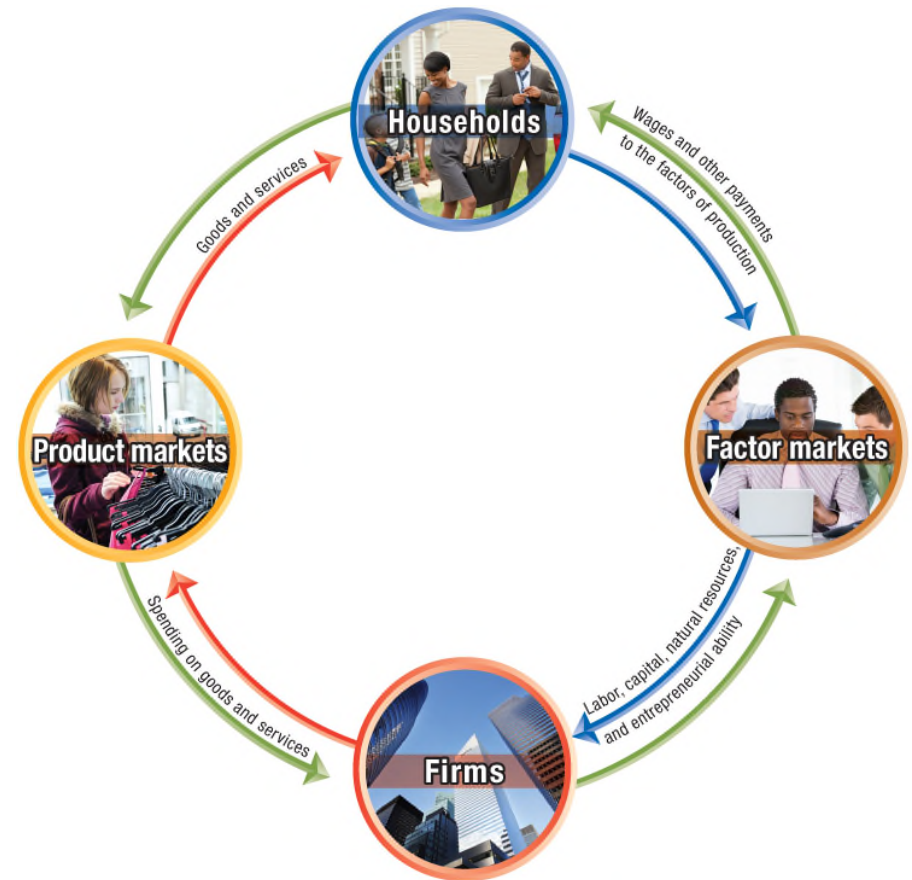 Households
Goods and services
Wages and other payments
to the factors of production
Product markets
Factor markets
Spending on goods and services
Labor, capital, natural resources,
and entrepreneurial ability
Firms